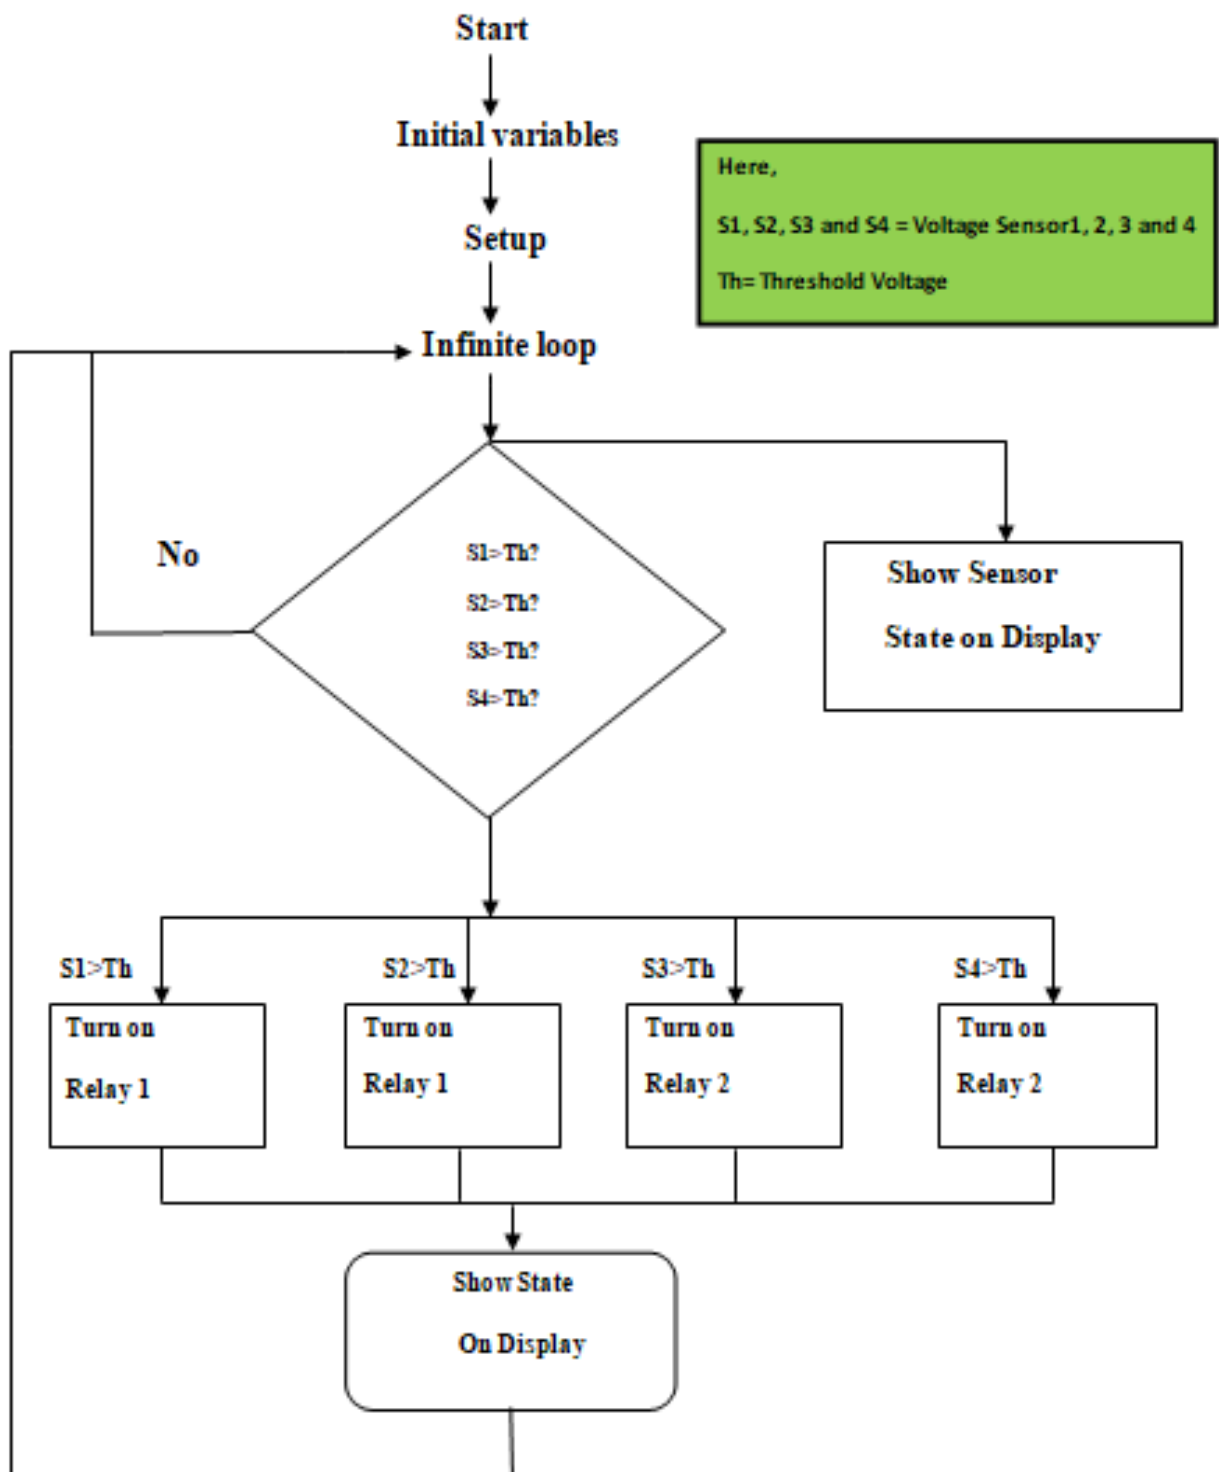 Start
Initial variables
Here,
S1, S2, S3 and S4 = Voltage Sensor1, 2, 3 and 4
Th= Threshold Voltage
Setup
Infinite loop
No
S1>Th?
S2>Th?
S3>Th?
S4>Th?
Show Sensor
State on Display
S1>Th
S2>Th
S3>Th
S4>Th
Turn on
Relay 1
Turn on
Relay 1
Turn on
Relay 2
Turn on
Relay 2
Show State
On Display